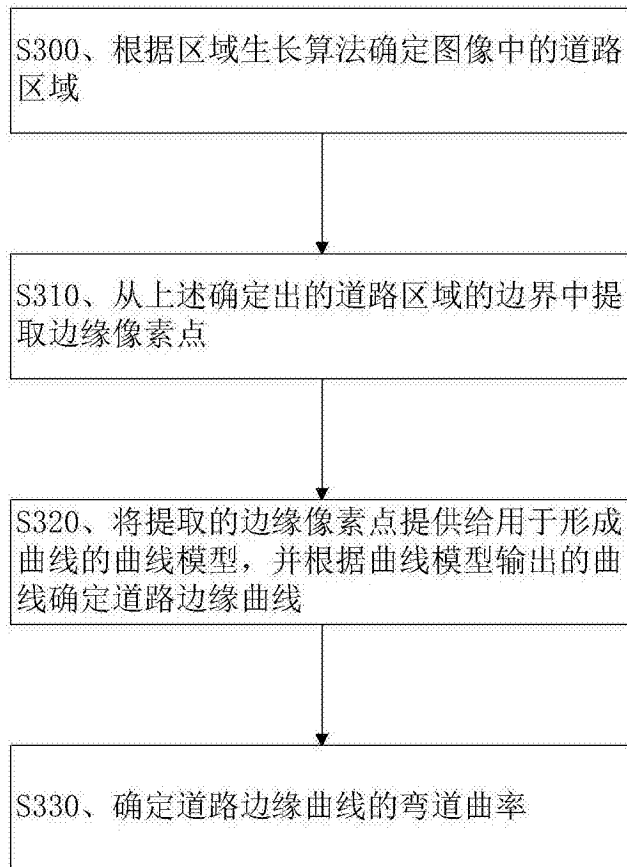 S300、根据区域生长算法确定图像中的道路
区域
S310、从上述确定出的道路区域的边界中提
取边缘像素点
S320、将提取的边缘像素点提供给用于形成
曲线的曲线模型，并根据曲线模型输出的曲
线确定道路边缘曲线
S330、确定道路边缘曲线的弯道曲率